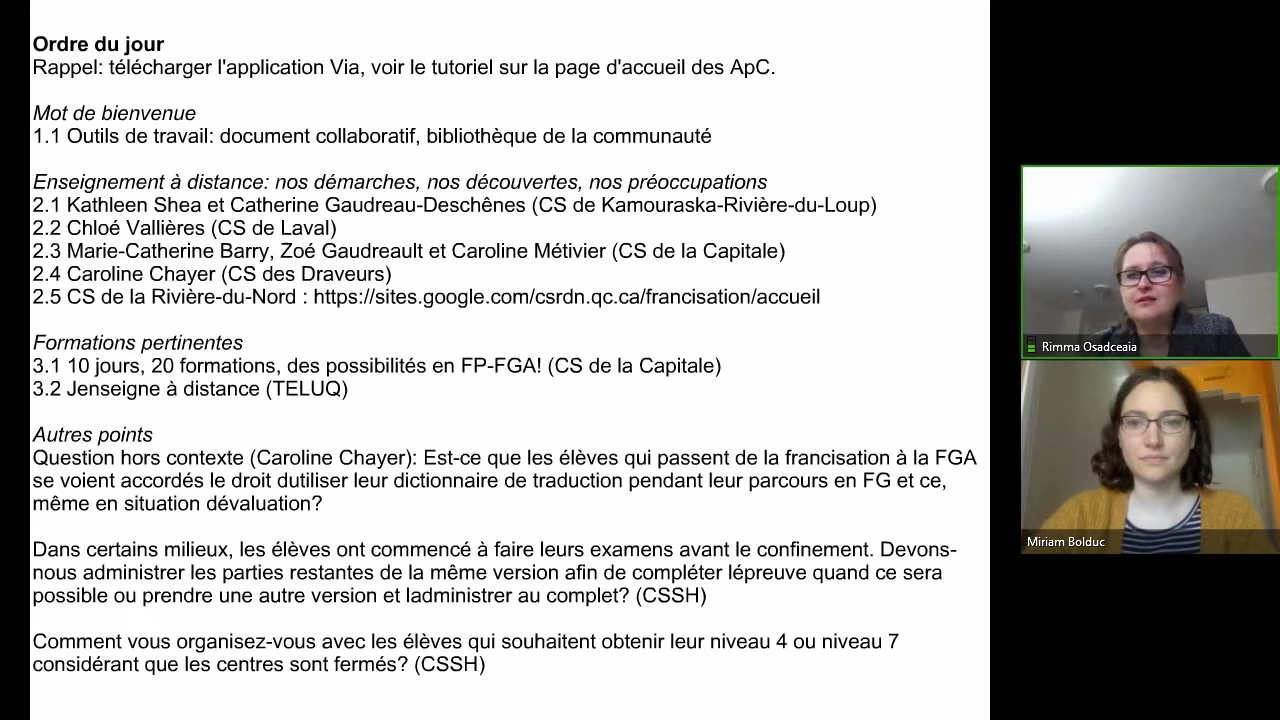 Ordre du jour
Rappel: télécharger l'application Via, voir le tutoriel sur la page d'accueil des ApC.
Mot de bienvenue
1.1 Outils de travail: document collaboratif, bibliothèque de la communauté
Enseignement à distance: nos démarches, nos découvertes, nos préoccupations
2.1 Kathleen Shea et Catherine Gaudreau-Deschênes (CS de Kamouraska-Rivière-du-Loup)
2.2 Chloé Vallières (CS de Laval)
2.3 Marie-Catherine Barry, Zoé Gaudreault et Caroline Métivier (CS de la Capitale)
2.4 Caroline Chayer (CS des Draveurs)
2.5 CS de la Rivière-du-Nord : https://sites.google.com/csrdn.qc.ca/francisation/accueil
Formations pertinentes
3.1 10 jours, 20 formations, des possibilités en FP-FGA! (CS de la Capitale)
3.2 Jenseigne à distance (TELUQ)
Autres points
Question hors contexte (Caroline Chayer): Est-ce que les élèves qui passent de la francisation à la FGA
se voient accordés le droit dutiliser leur dictionnaire de traduction pendant leur parcours en FG et ce,
même en situation dévaluation?
Dans certains milieux, les élèves ont commencé à faire leurs examens avant le confinement. Devons-
nous administrer les parties restantes de la même version afin de compléter lépreuve quand ce sera
possible ou prendre une autre version et ladministrer au complet? (CSSH)
Comment vous organisez-vous avec les élèves qui souhaitent obtenir leur niveau 4 ou niveau 7
considérant que les centres sont fermés? (CSSH)
Rimma Osadceaia
Miriam Bolduc